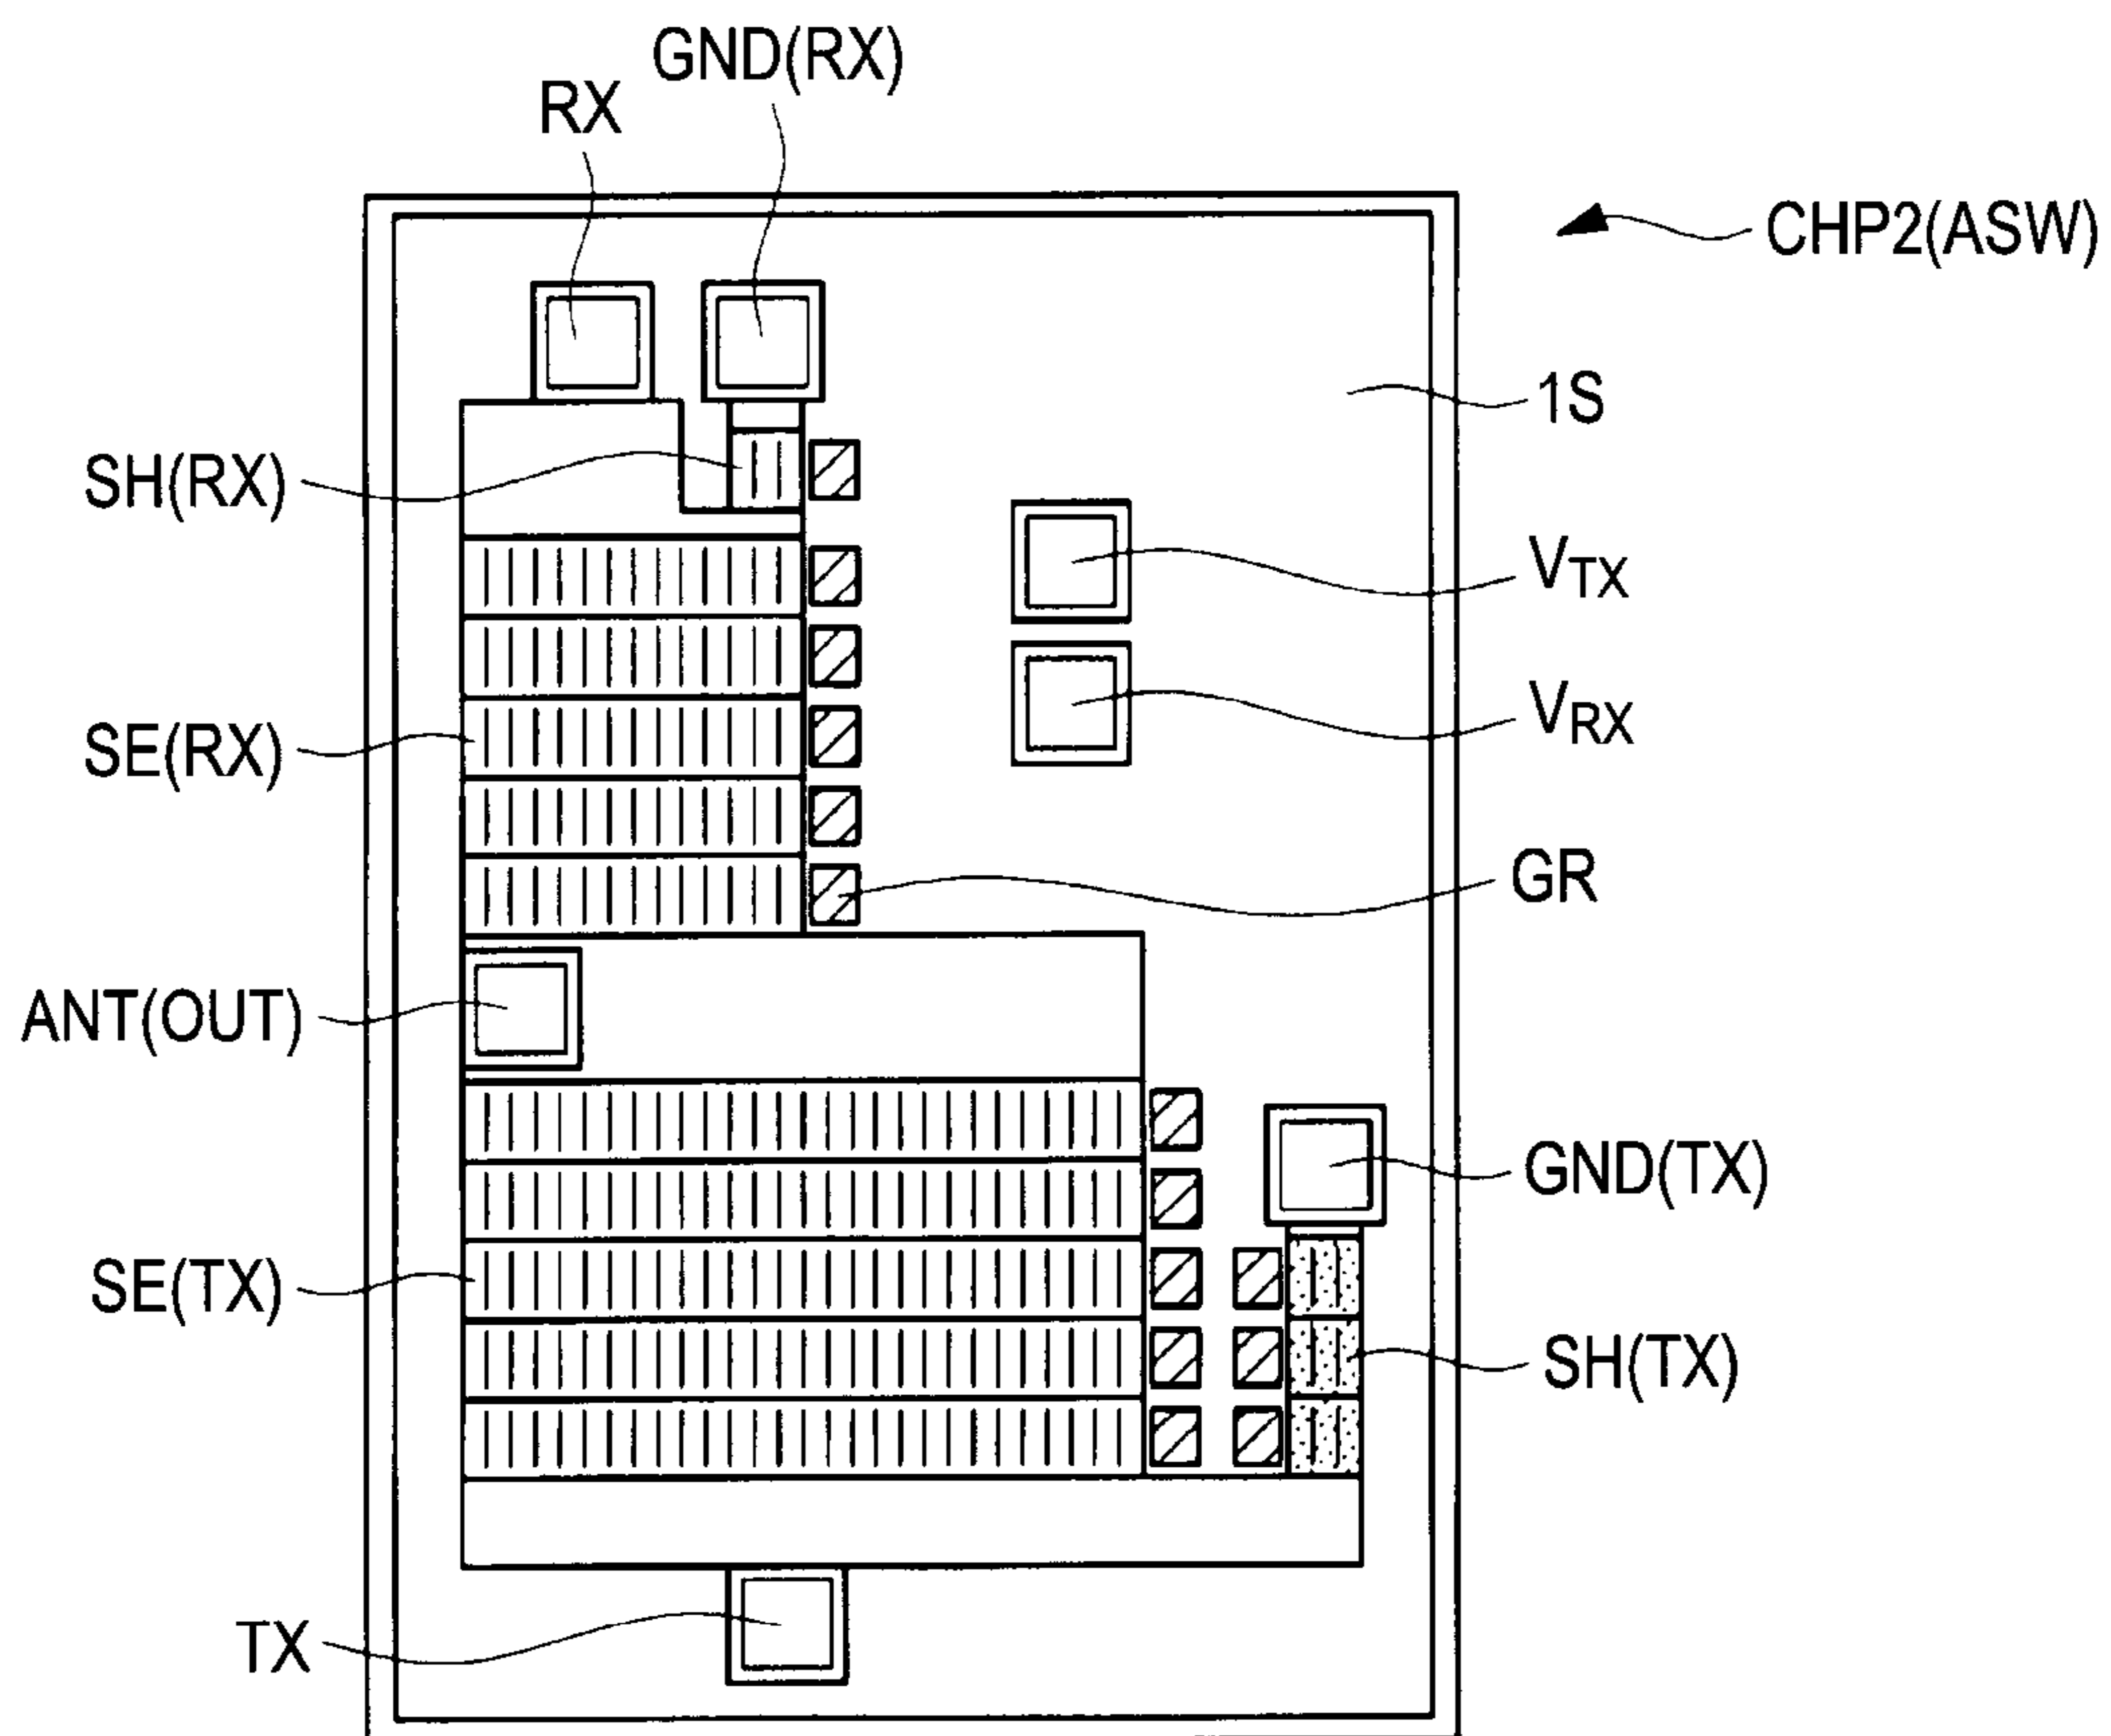 GND(RX)
RX
CHP2(ASW)
1S
SH(RX)
VTX
VRX
SE(RX)
GR
ANT(OUT)
GND(TX)
SE(TX)
SH(TX)
TX